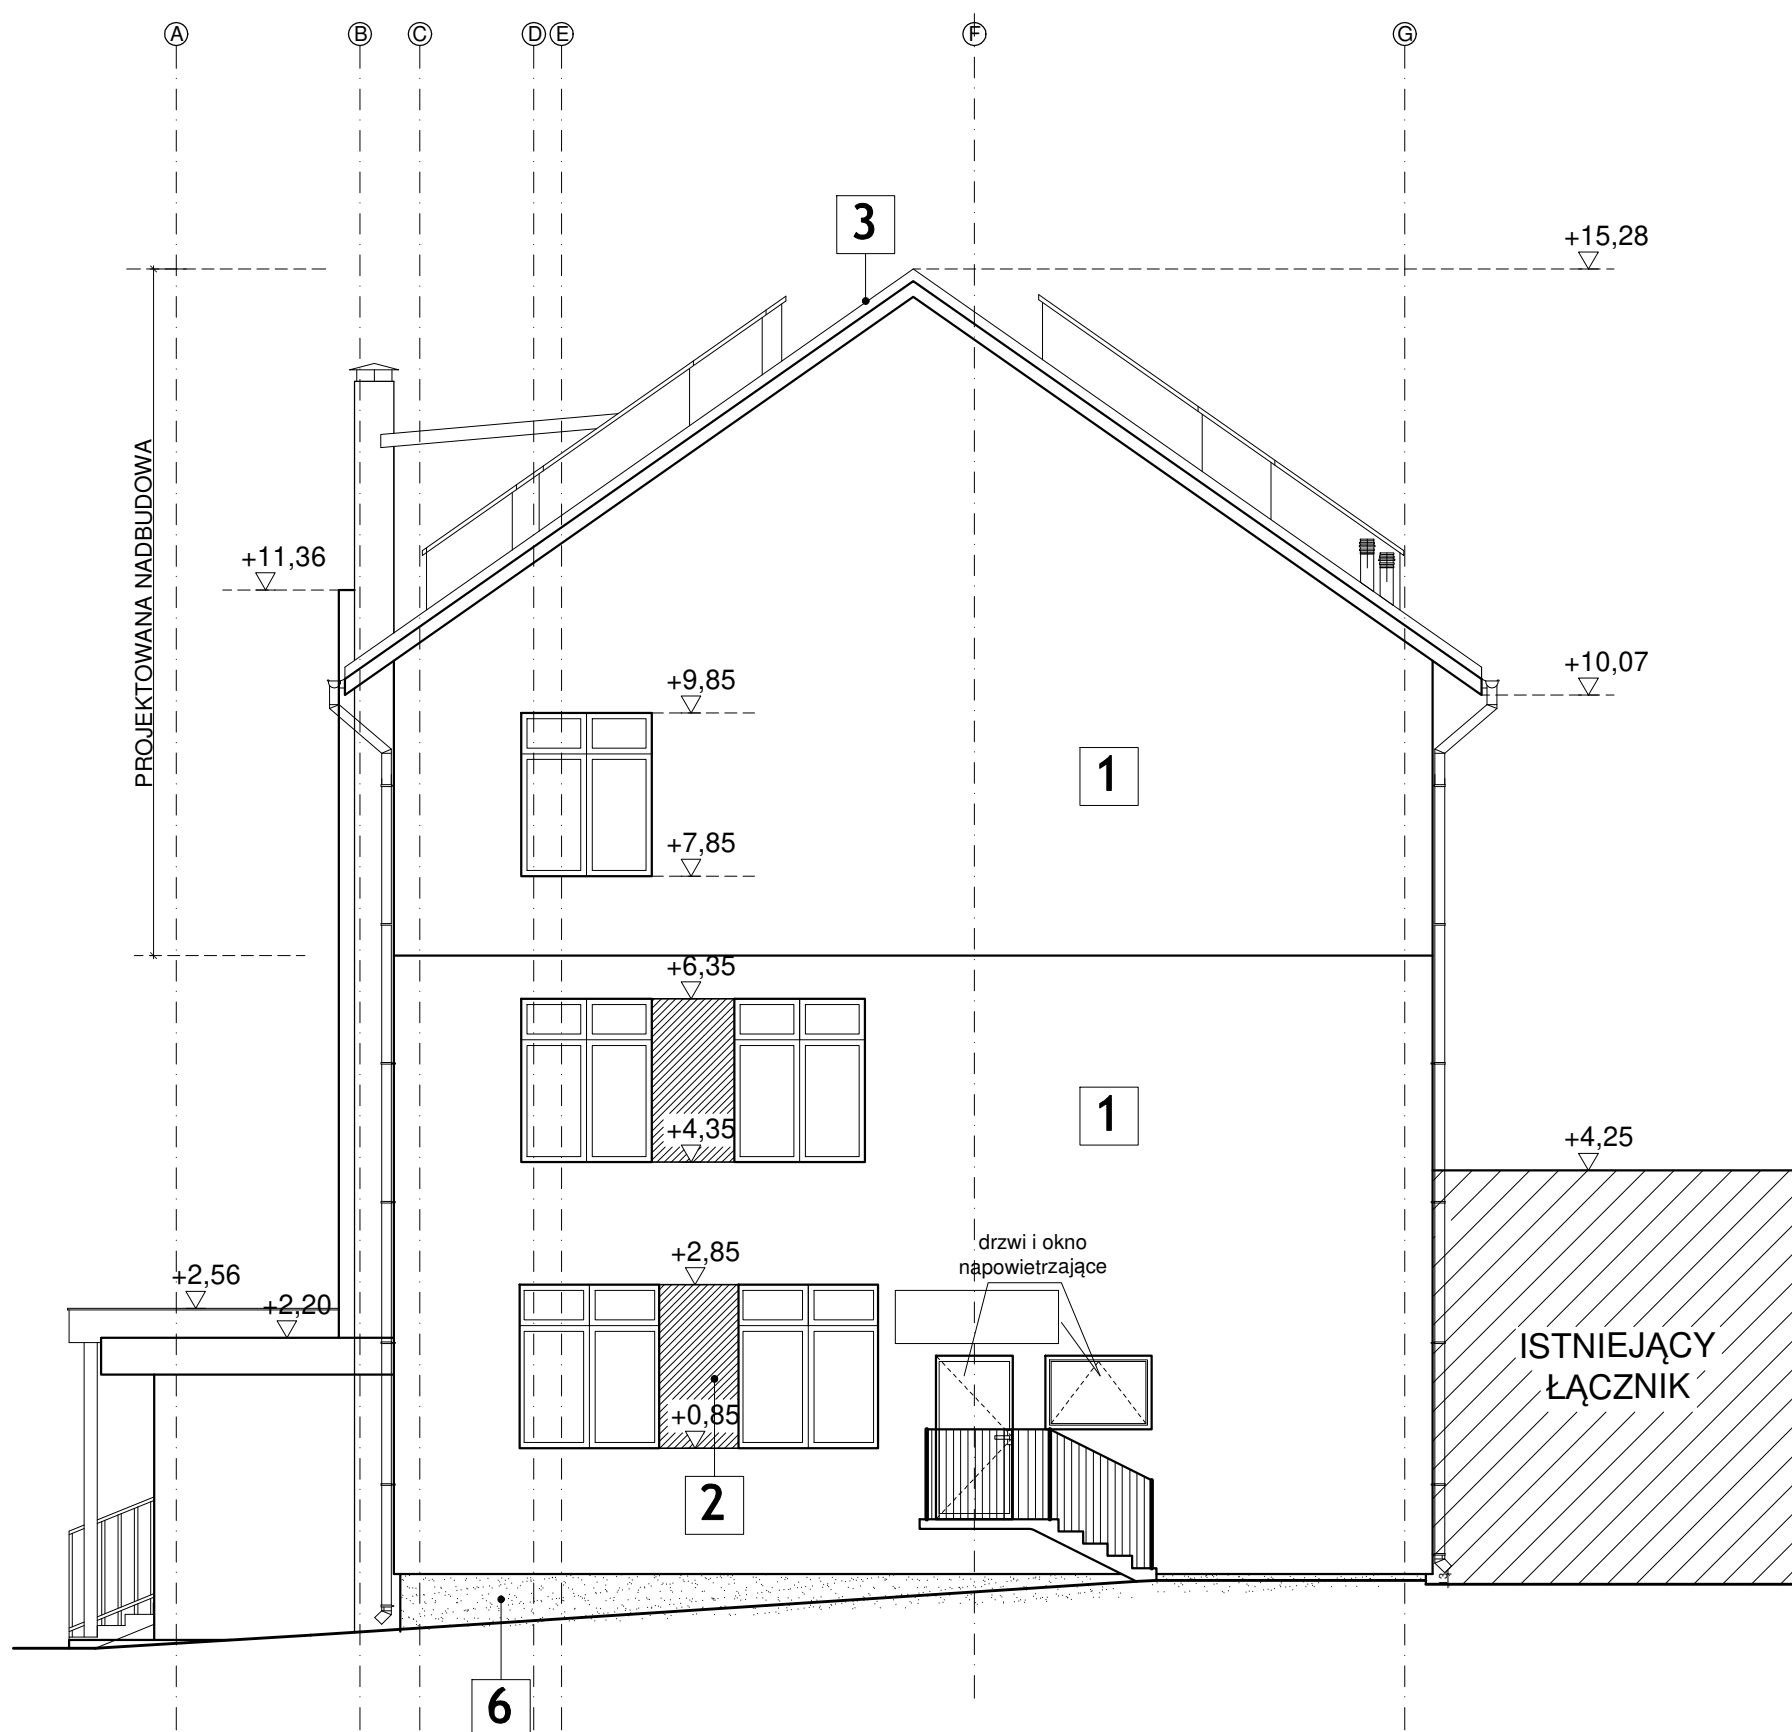 A B C D E F G
3
+15,28
PROJEKTOWANA NADBUDOWA
+11,36
+10,07
+9,85
1
+7,85
+6,35
1
+4,35
+4,25
drzwi i okno
napowietrzające
+2,85
+2,56
+2,20
ISTNIEJĄCY
ŁĄCZNIK
+0,85
2
6